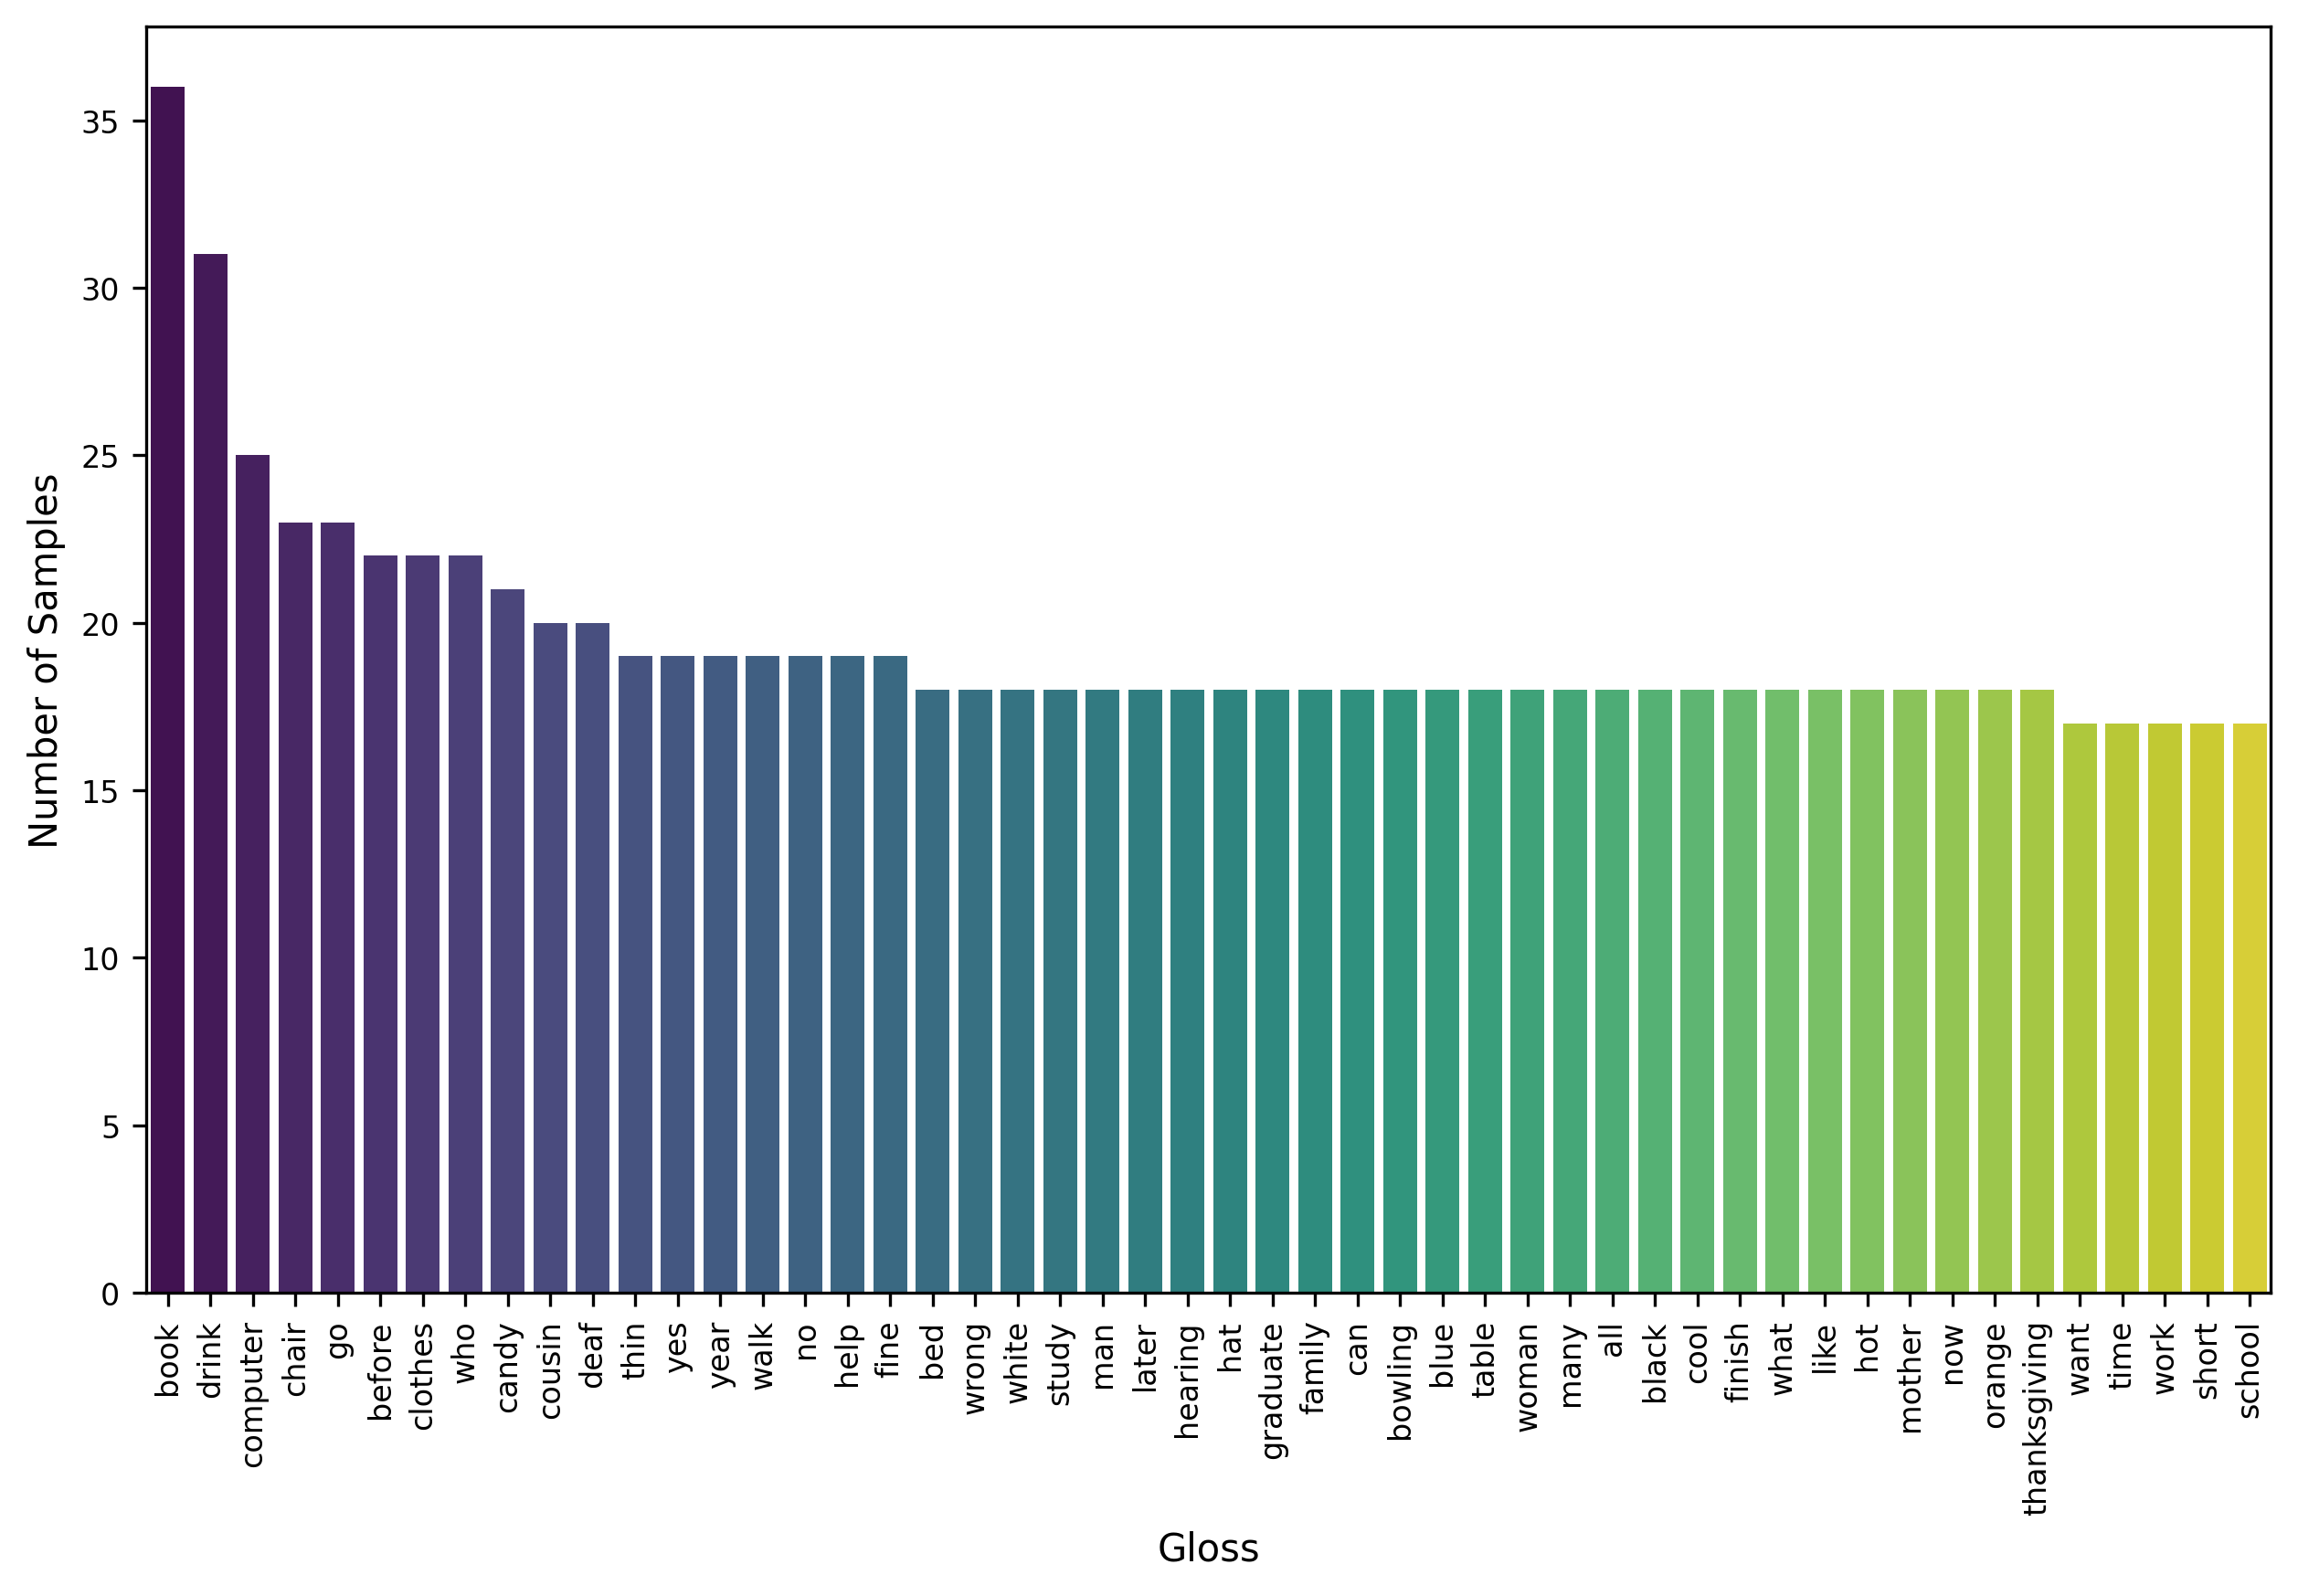 Number of Samples
35
30
25
20
15
10
5
0
book
drink
computer
chair
go
before
clothes
who
candy
cousin
deaf
thin
yes
year
walk
no
help
fine
bed
wrong
white
study
man
later
hearing
hat
graduate
family
can
bowling
blue
table
woman
many
all
black
cool
finish
what
like
hot
mother
now
orange
thanksgiving
want
time
work
short
school
Gloss